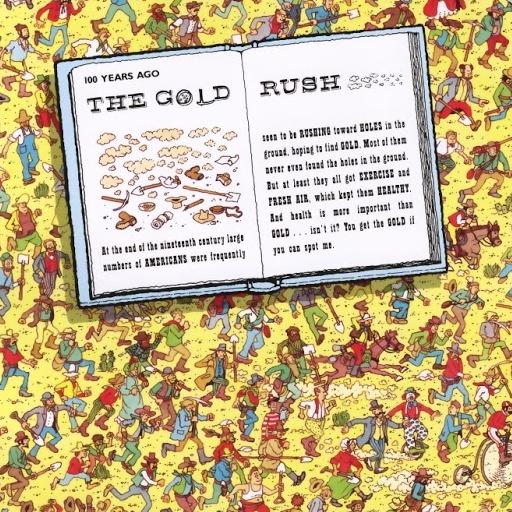 100 YEARS AGO
THE GOLD RUSH
At the end of the nineteenth century large
numbers of AMERICANS were frequently
seen to be RUSHING toward HOLES in the
ground, hoping to find GOLD. Most of them
never even found the holes in the ground.
But at least they all got EXERCISE and
FRESH AIR, which kept them HEALTHY.
And health is more important than
GOLD . . . isn't it? You get the GOLD if
you can spot me.